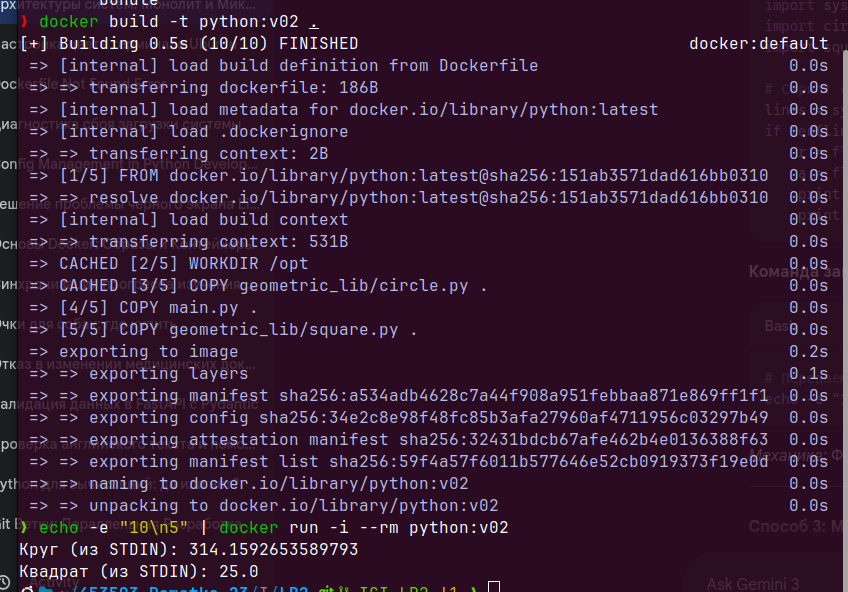 ❯ docker build -t python:v02 .
[+] Building 0.5s (10/10) FINISHED docker:default
=> [internal] load build definition from Dockerfile 0.0s
=> => transferring dockerfile: 186B 0.0s
=> [internal] load metadata for docker.io/library/python:latest 0.0s
=> [internal] load .dockerignore 0.0s
=> => transferring context: 2B 0.0s
=> [1/5] FROM docker.io/library/python:latest@sha256:151ab3571dad616bb0310 0.0s
=> => resolve docker.io/library/python:latest@sha256:151ab3571dad616bb0310 0.0s
=> [internal] load build context 0.0s
=> => transferring context: 531B 0.0s
=> CACHED [2/5] WORKDIR /opt 0.0s
=> CACHED [3/5] COPY geometric_lib/circle.py . 0.0s
=> [4/5] COPY main.py . 0.0s
=> [5/5] COPY geometric_lib/square.py . 0.0s
=> exporting to image 0.2s
=> => exporting layers 0.1s
=> => exporting manifest sha256:a534adb4628c7a44f908a951febbaa871e869ff1f1 0.0s
=> => exporting config sha256:34e2c8e98f48fc85b3afa27960af4711956c03297b49 0.0s
=> => exporting attestation manifest sha256:32431bdcb67afe462b4e0136388f63 0.0s
=> => exporting manifest list sha256:59f4a57f6011b577646e52cb0919373f19e0d 0.0s
=> => naming to docker.io/library/python:v02 0.0s
=> => unpacking to docker.io/library/python:v02 0.0s
❯ echo -e "10\n5" | docker run -i --rm python:v02
Круг (из STDIN): 314.1592653589793
Квадрат (из STDIN): 25.0
Activity
Ask Gemini 3